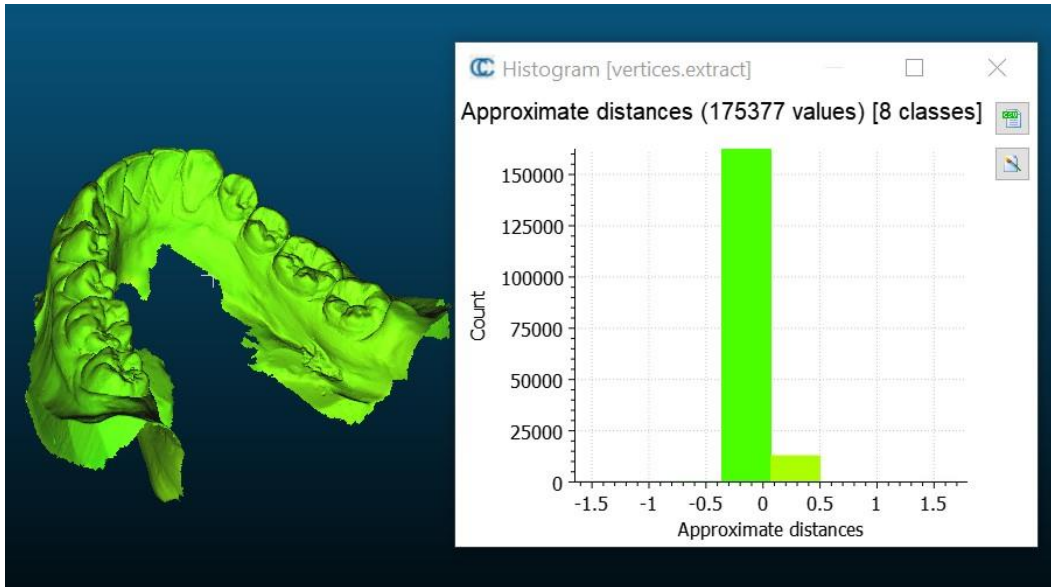 Histogram [vertices.extract]
Approximate distances (175377 values) [8 classes]
CSV
150000
125000
100000
75000
50000
25000
0
Count
-1.5 -1 -0.5 0 0.5 1 1.5
Approximate distances